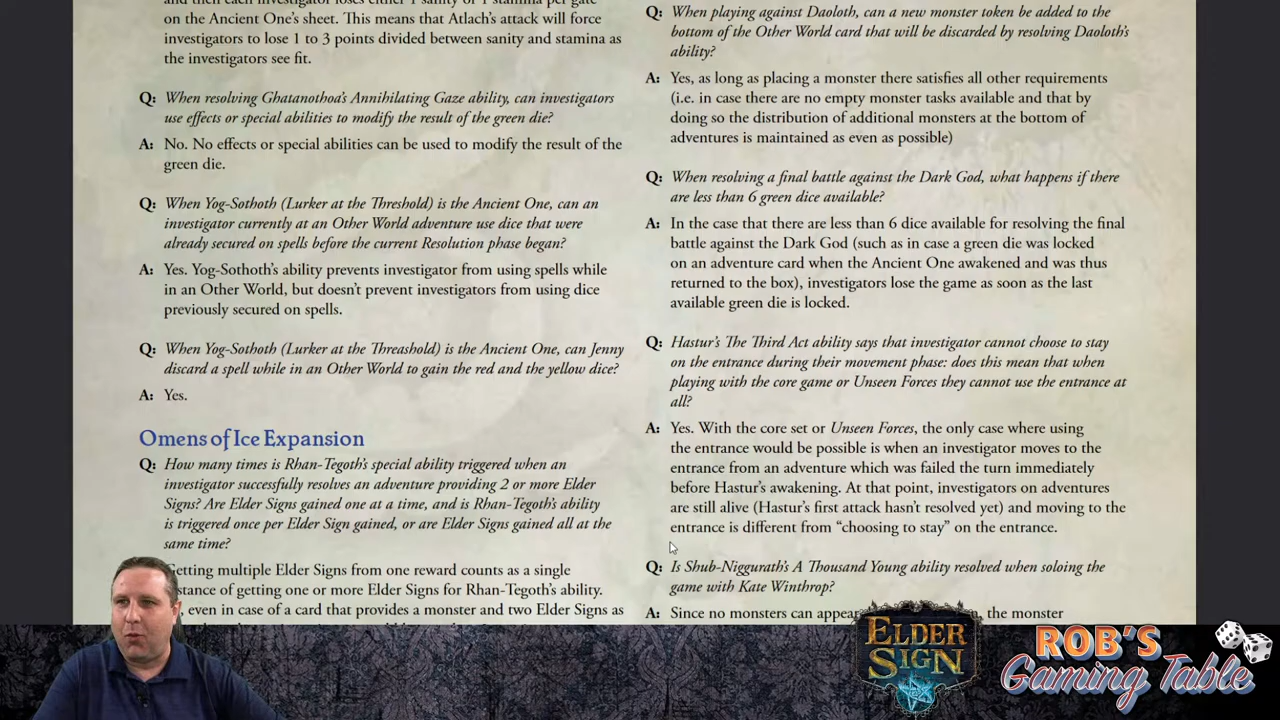 and then each investigator loses either 1 sanity or 1 stamina per gate
on the Ancient One's sheet. This means that Atlach's attack will force
investigators to lose 1 to 3 points divided between sanity and stamina as
the investigators see fit.
Q: When resolving Ghatanothoa's Annihilating Gaze ability, can investigators
use effects or special abilities to modify the result of the green die?
A: No. No effects or special abilities can be used to modify the result of the
green die.
Q: When Yog-Sothoth (Lurker at the Threshold) is the Ancient One, can an
investigator currently at an Other World adventure use dice that were
already secured on spells before the current Resolution phase began?
A: Yes. Yog-Sothoth's ability prevents investigator from using spells while
in an Other World, but doesn't prevent investigators from using dice
previously secured on spells.
Q: When Yog-Sothoth (Lurker at the Threashold) is the Ancient One, can Jenny
discard a spell while in an Other World to gain the red and the yellow dice?
A: Yes.
Omens of Ice Expansion
Q: How many times is Rhan-Tegoth's special ability triggered when an
investigator successfully resolves an adventure providing 2 or more Elder
Signs? Are Elder Signs gained one at a time, and is Rhan-Tegoth's ability
is triggered once per Elder Sign gained, or are Elder Signs gained all at the
same time?
Getting multiple Elder Signs from one reward counts as a single
of getting one or more Elder Signs for Rhan-Tegoth's ability.
even in case of a card that provides a monster and two Elder Signs as
Q: When playing against Daoloth, can a new monster token be added to the
bottom of the Other World card that will be discarded by resolving Daoloth's
ability?
A: Yes, as long as placing a monster there satisfies all other requirements
(i.e. in case there are no empty monster tasks available and that by
doing so the distribution of additional monsters at the bottom of
adventures is maintained as even as possible)
Q: When resolving a final battle against the Dark God, what happens if there
are less than 6 green dice available?
A: In the case that there are less than 6 dice available for resolving the final
battle against the Dark God (such as in case a green die was locked
on an adventure card when the Ancient One awakened and was thus
returned to the box), investigators lose the game as soon as the last
available green die is locked.
Q: Hastur's The Third Act ability says that investigator cannot choose to stay
on the entrance during their movement phase: does this mean that when
playing with the core game or Unseen Forces they cannot use the entrance at
all?
A: Yes. With the core set or Unseen Forces, the only case where using
the entrance would be possible is when an investigator moves to the
entrance from an adventure which was failed the turn immediately
before Hastur's awakening. At that point, investigators on adventures
are still alive (Hastur's first attack hasn't resolved yet) and moving to the
entrance is different from “choosing to stay” on the entrance.
Q: Is Shub-Niggurath's A Thousand Young ability resolved when soloing the
game with Kate Winthrop?
A: Since no monsters can appear the monster
ELDER
SIGN
ROB'S
Gaming Table